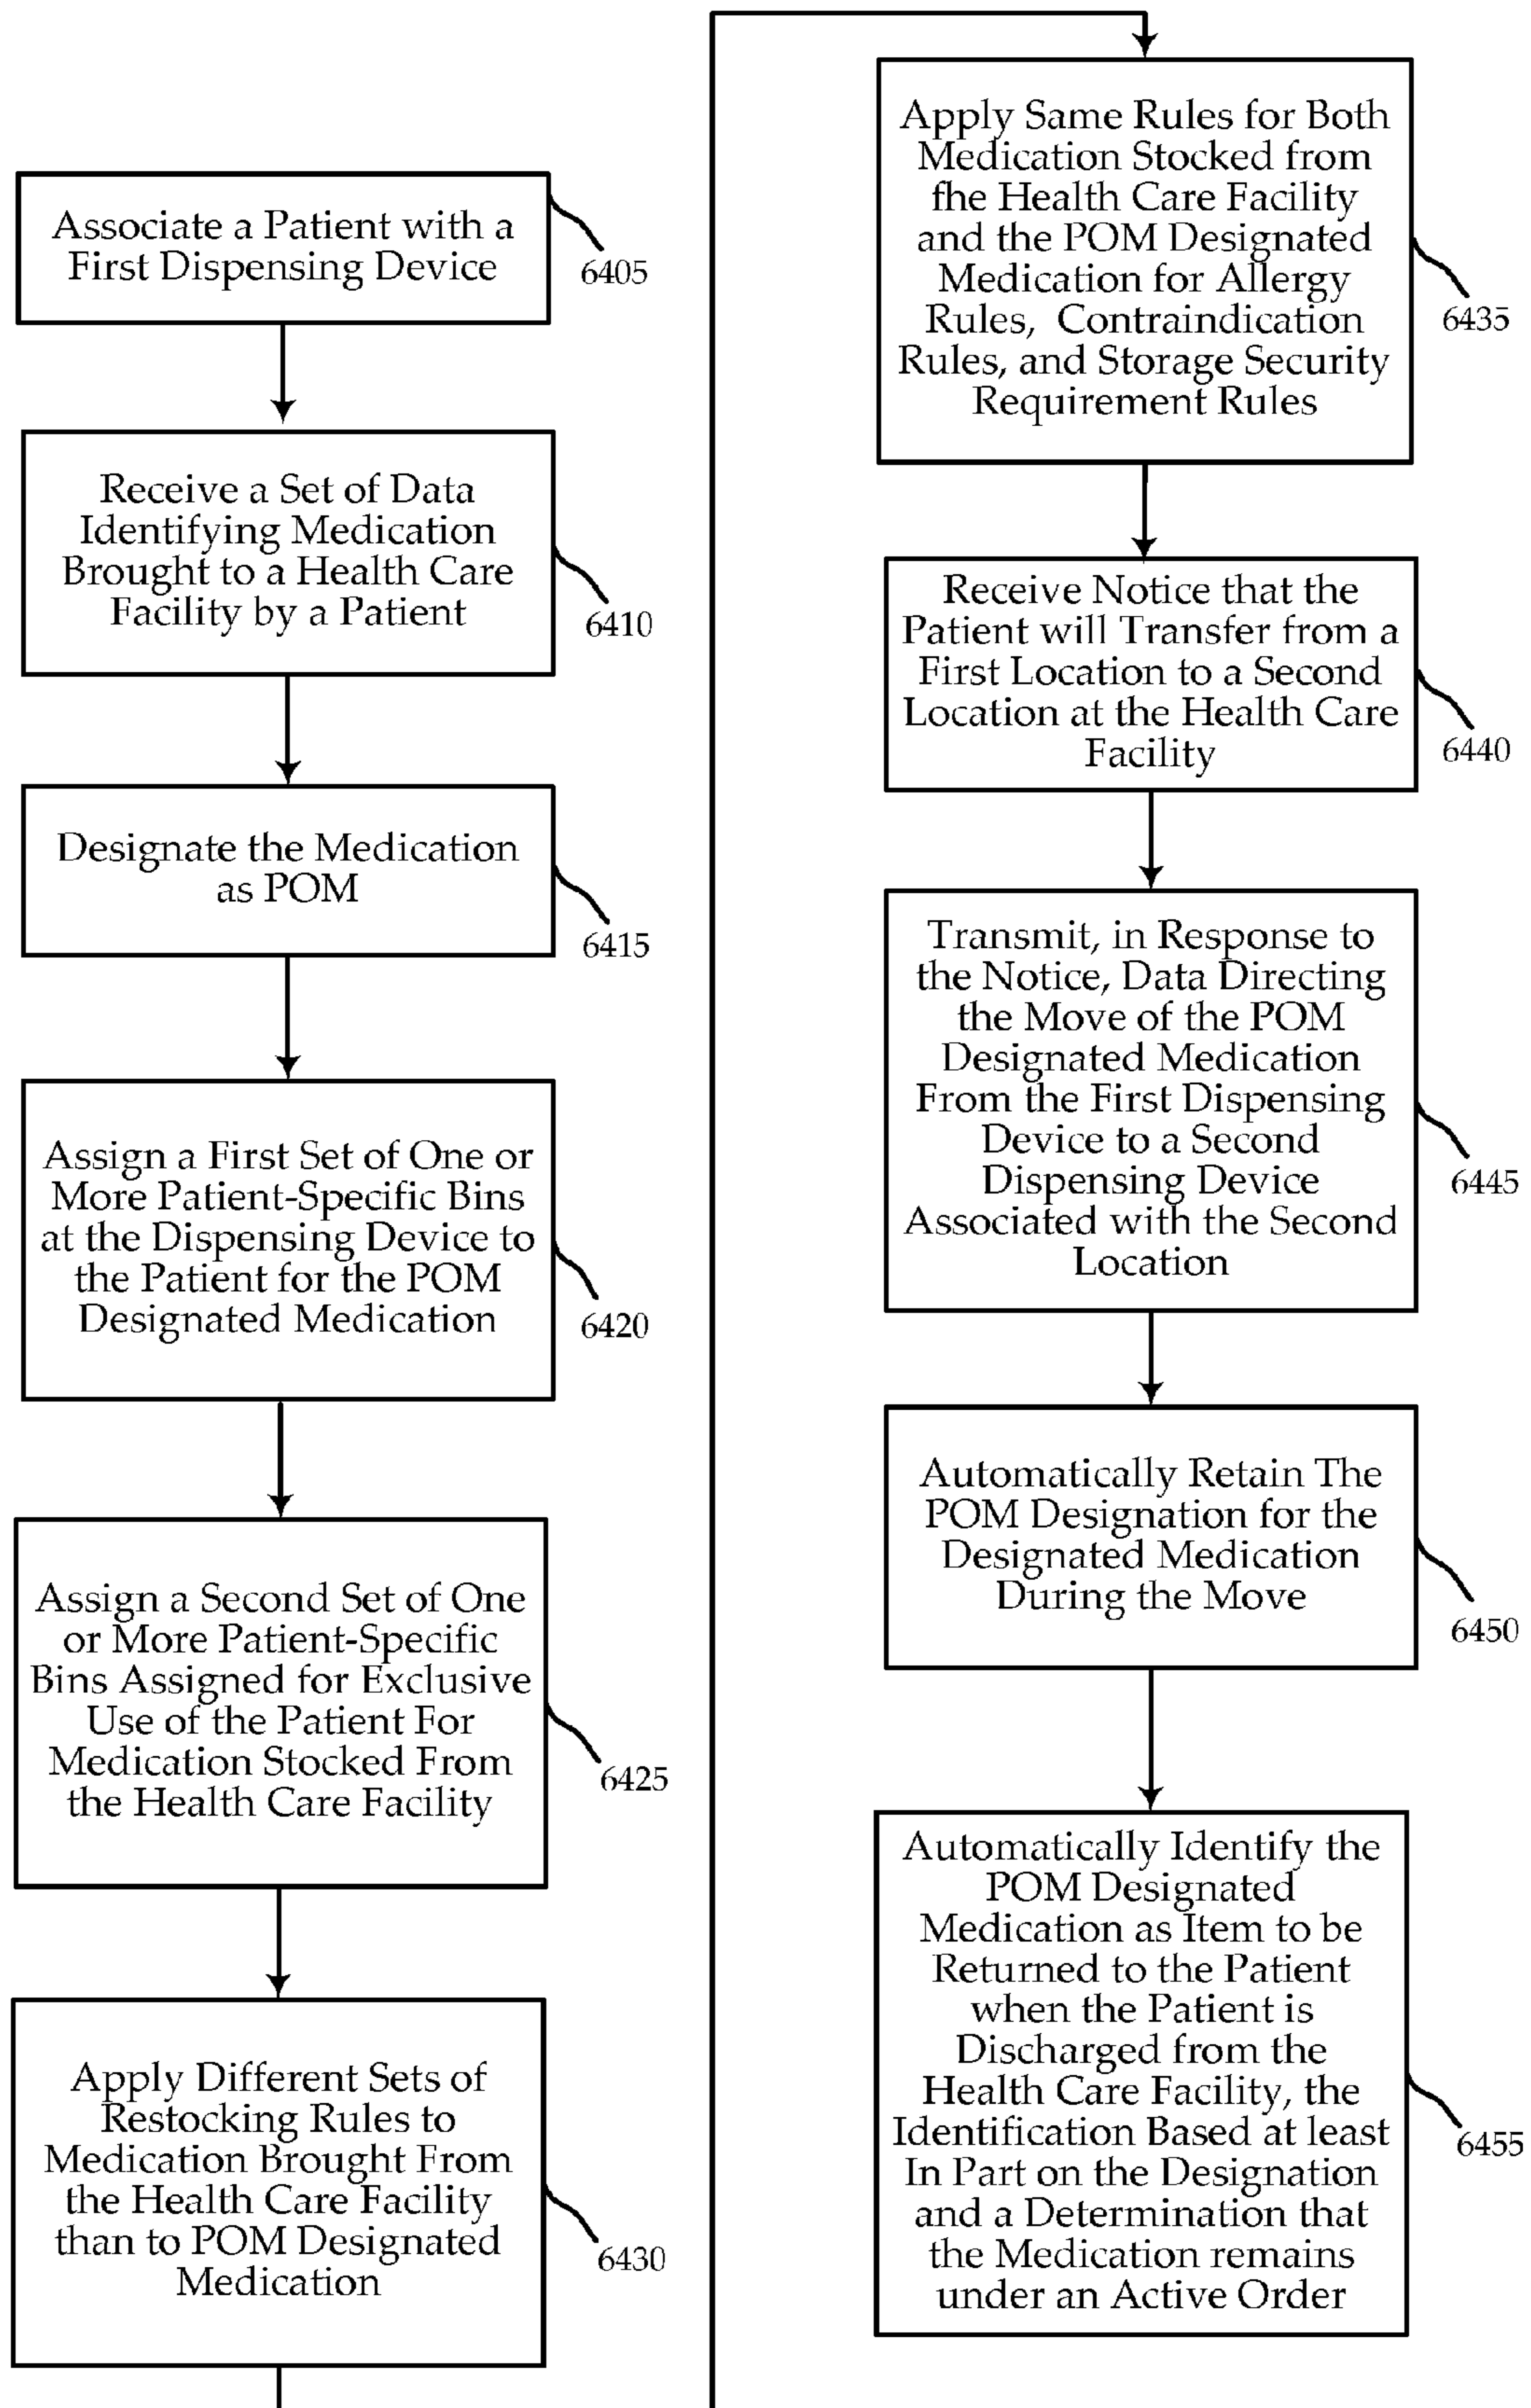 Associate a Patient with a
First Dispensing Device
6405
Receive a Set of Data
Identifying Medication
Brought to a Health Care
Facility by a Patient
6410
Designate the Medication
as POM
6415
Assign a First Set of One or
More Patient-Specific Bins
at the Dispensing Device to
the Patient for the POM
Designated Medication
6420
Assign a Second Set of One
or More Patient-Specific
Bins Assigned for Exclusive
Use of the Patient For
Medication Stocked From
the Health Care Facility
6425
Apply Different Sets of
Restocking Rules to
Medication Brought From
the Health Care Facility
than to POM Designated
Medication
6430
Apply Same Rules for Both
Medication Stocked from
fhe Health Care Facility
and the POM Designated
Medication for Allergy
Rules, Contraindication
Rules, and Storage Security
Requirement Rules
6435
Receive Notice that the
Patient will Transfer from a
First Location to a Second
Location at the Health Care
Facility
6440
Transmit, in Response to
the Notice, Data Directing
the Move of the POM
Designated Medication
From the First Dispensing
Device to a Second
Dispensing Device
Associated with the Second
Location
6445
Automatically Retain The
POM Designation for the
Designated Medication
During the Move
6450
Automatically Identify the
POM Designated
Medication as Item to be
Returned to the Patient
when the Patient is
Discharged from the
Health Care Facility, the
Identification Based at least
In Part on the Designation
and a Determination that
the Medication remains
under an Active Order
6455